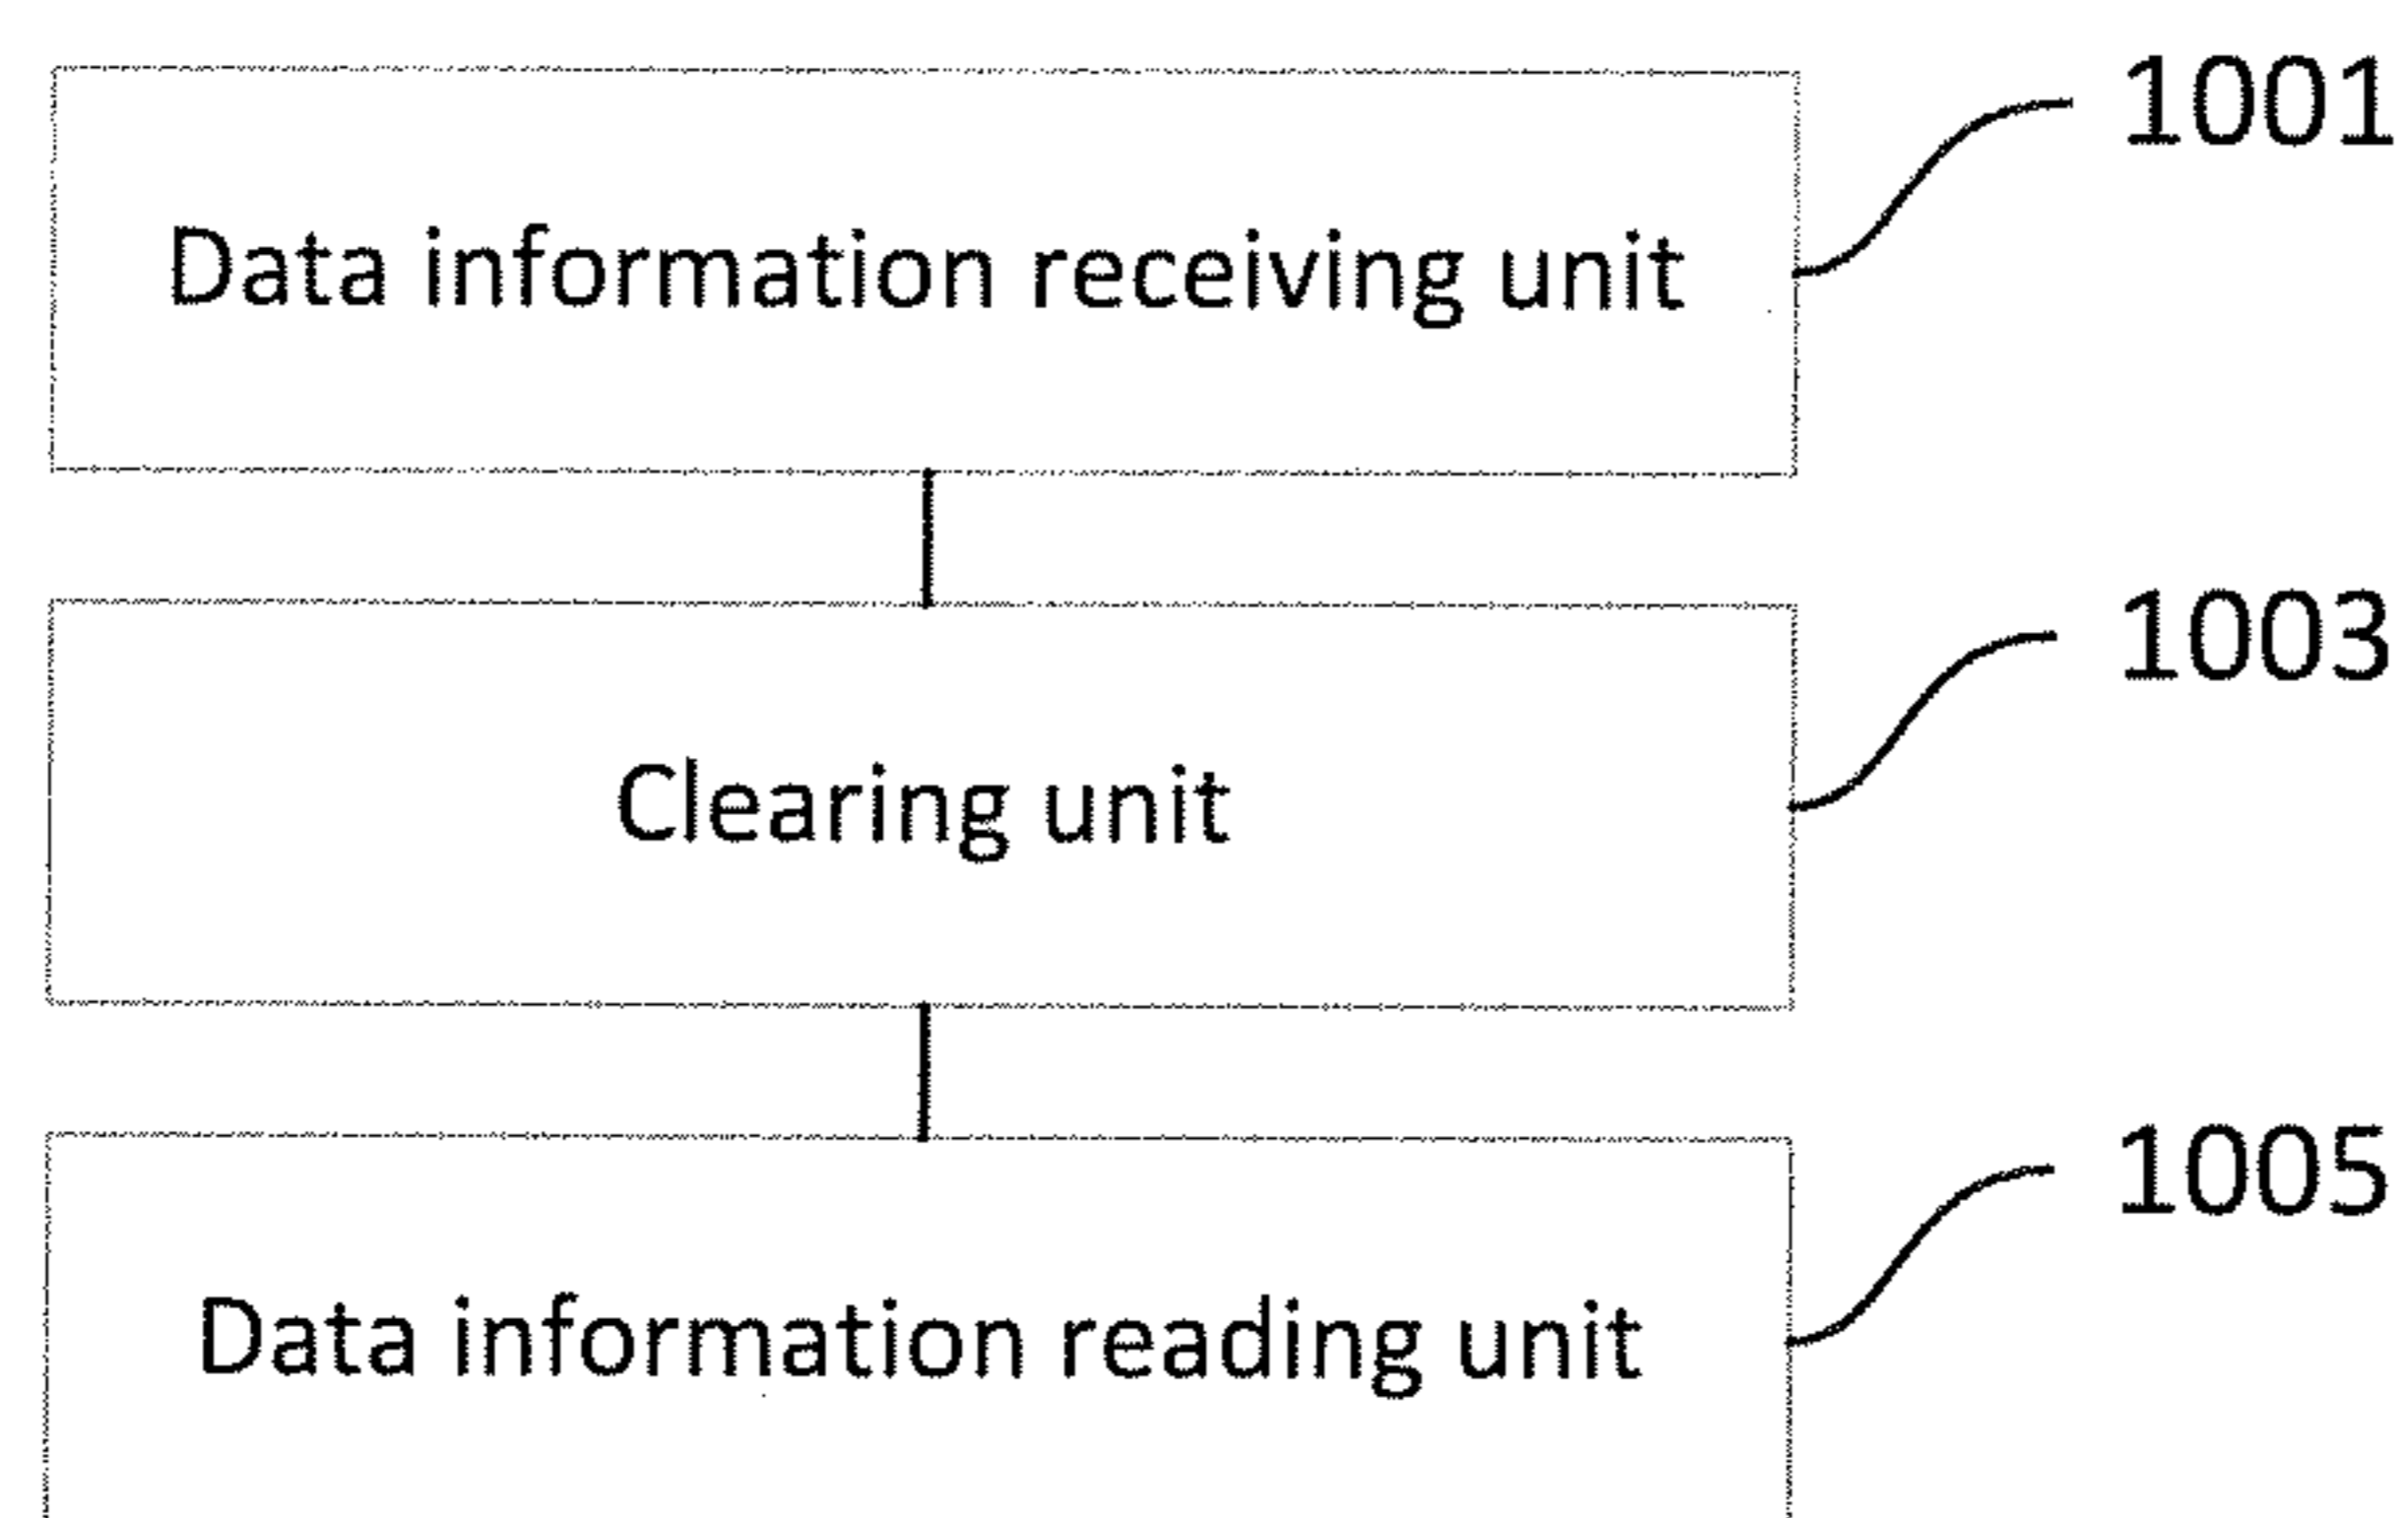 1001
Data information receiving unit
1003
Clearing unit
1005
Data information reading unit